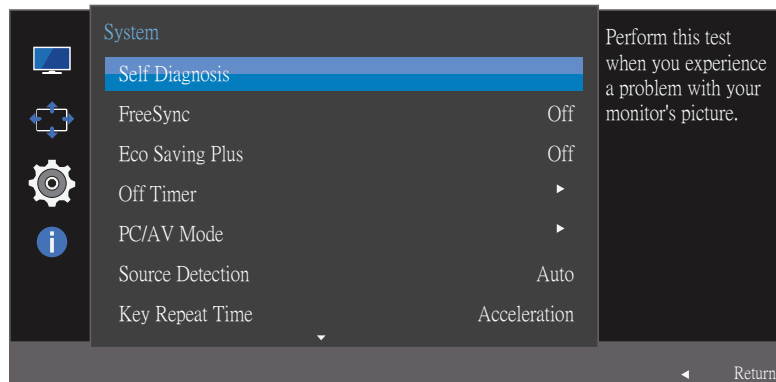 System
Self Diagnosis
FreeSync Off
Eco Saving Plus Off
Off Timer
PC/AV Mode
Source Detection Auto
Key Repeat Time Acceleration
Perform this test
when you experience
a problem with your
monitor's picture.
Return